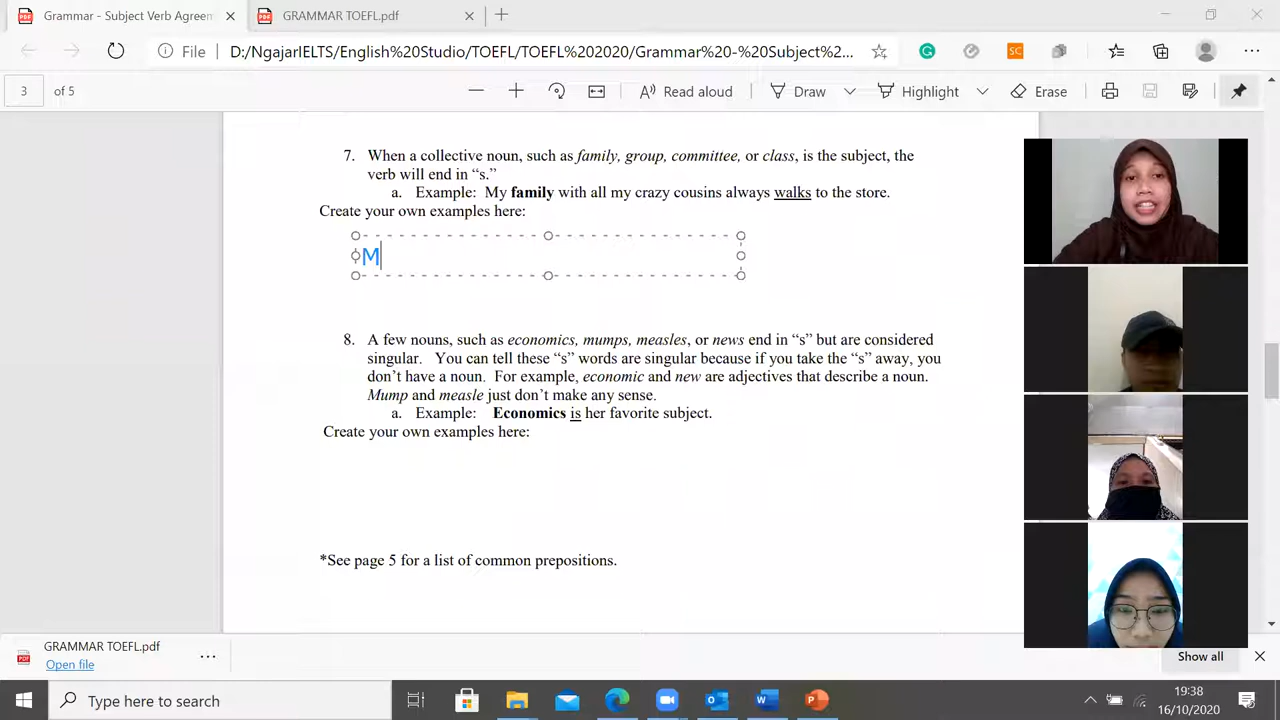 Grammar - Subject Verb Agreem
GRAMMAR TOEFL.pdf
File
D:/NgajarIELTS/English%20Studio/TOEFL/TOEFL%202020/Grammar%20-%20Subject%2...
SC
3 of 5
Read aloud
Draw
Highlight
Erase
7. When a collective noun, such as family, group, committee, or class, is the subject, the
verb will end in “s.”
a. Example: My family with all my crazy cousins always walks to the store.
Create your own examples here:
M
8. A few nouns, such as economics, mumps, measles, or news end in “s” but are considered
singular. You can tell these “s” words are singular because if you take the “s” away, you
don’t have a noun. For example, economic and new are adjectives that describe a noun.
Mump and measle just don’t make any sense.
a. Example: Economics is her favorite subject.
Create your own examples here:
*See page 5 for a list of common prepositions.
GRAMMAR TOEFL.pdf
Open file
Show all
Type here to search
19:38
16/10/2020